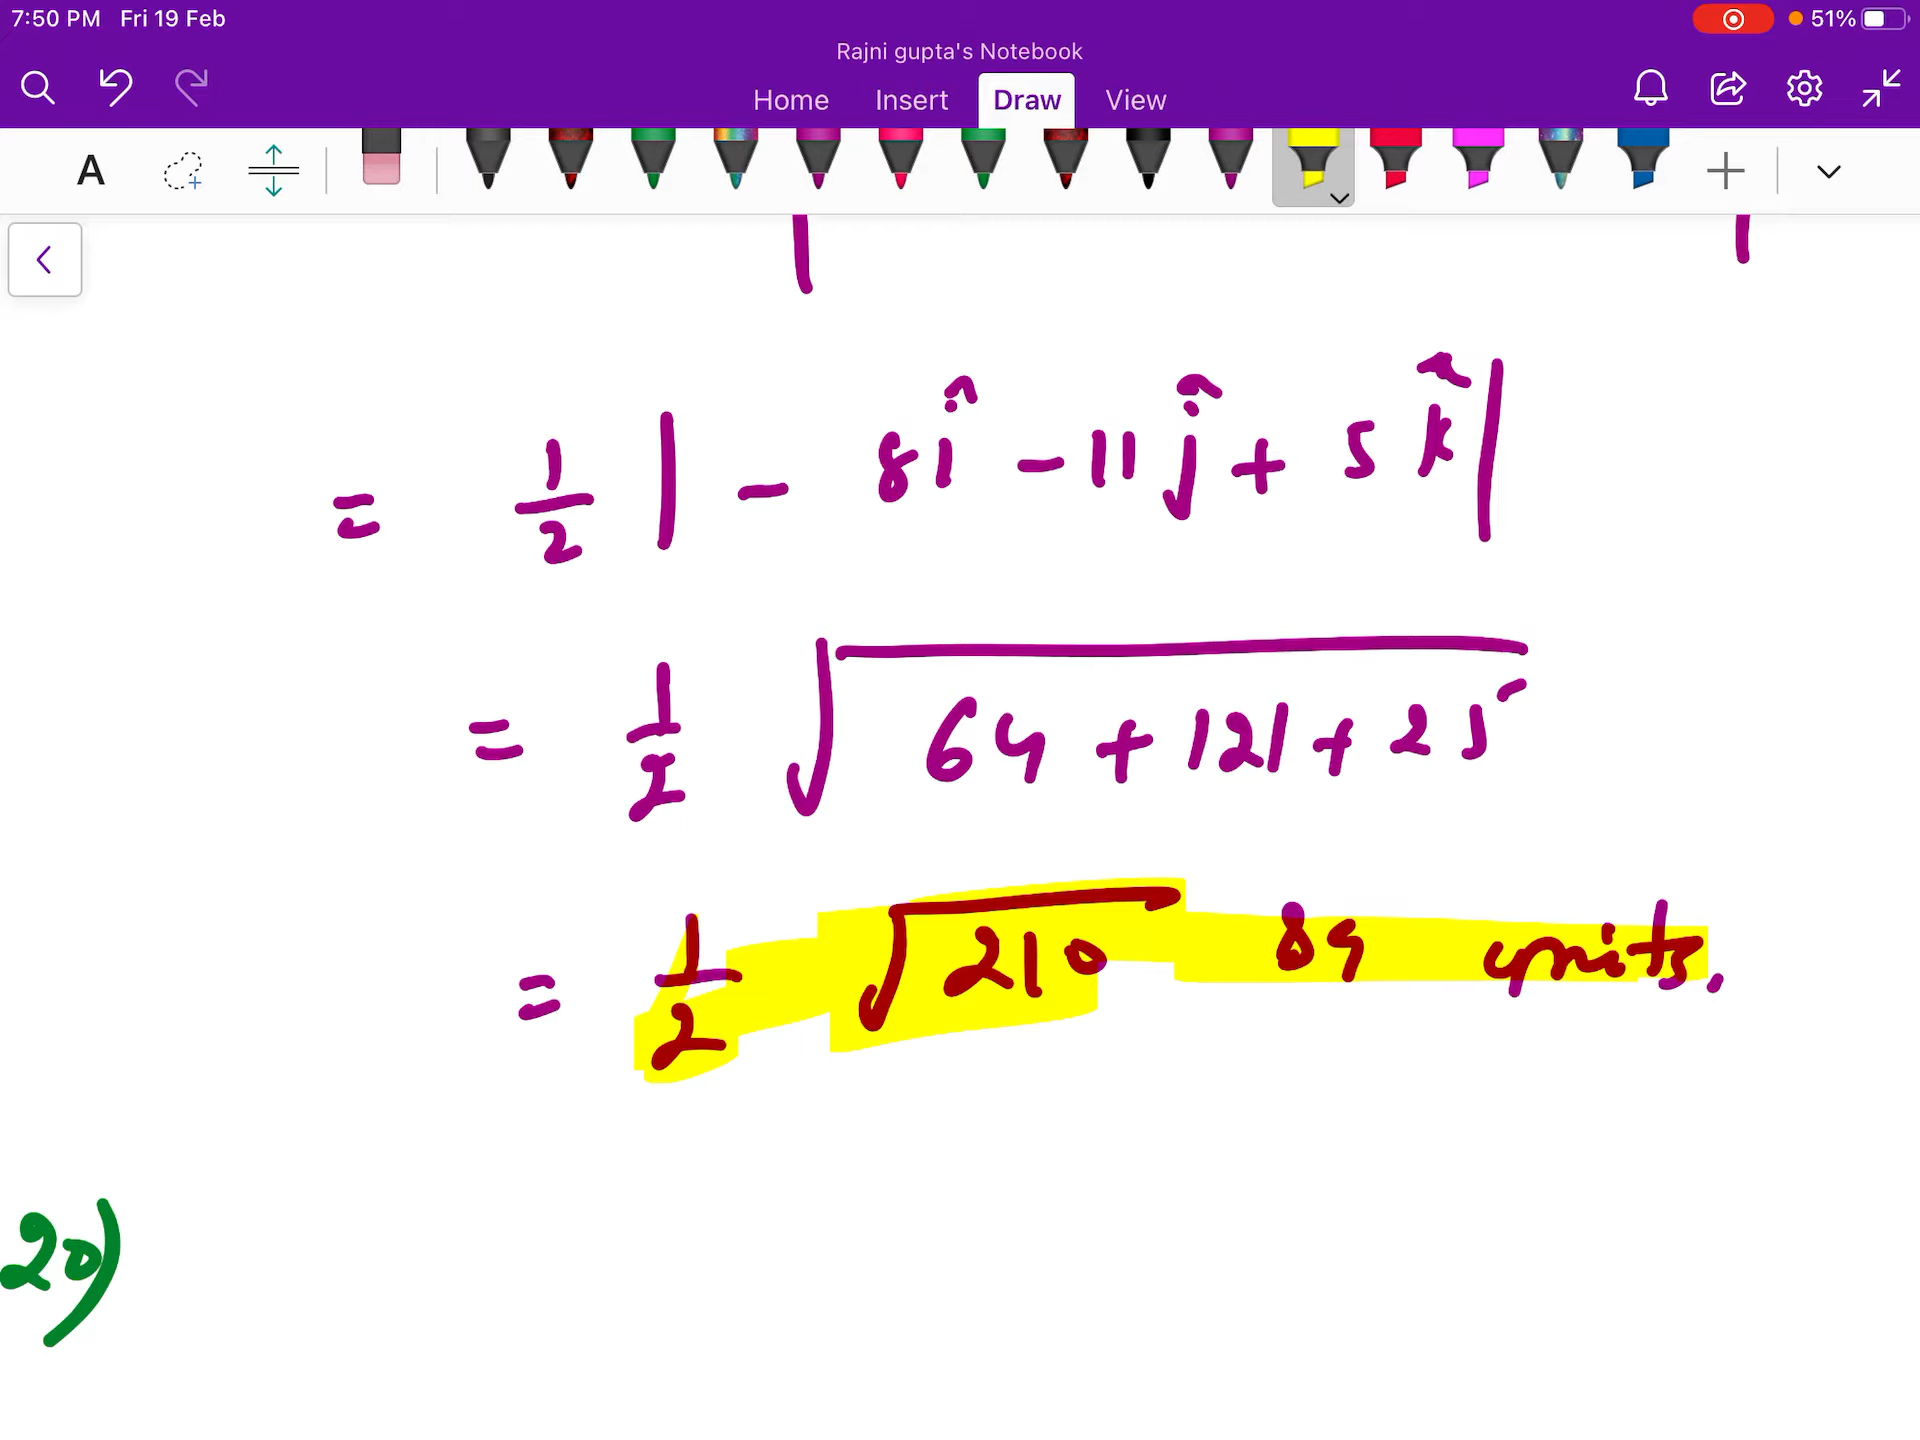 7:50 PM Fri 19 Feb
51%
Rajni gupta's Notebook
Home Insert Draw View
A
= 1/2 | - 8î - 11ĵ + 5k̂ |
= 1/2 √(64 + 121 + 25)
= 1/2 √210 sq units.
20)